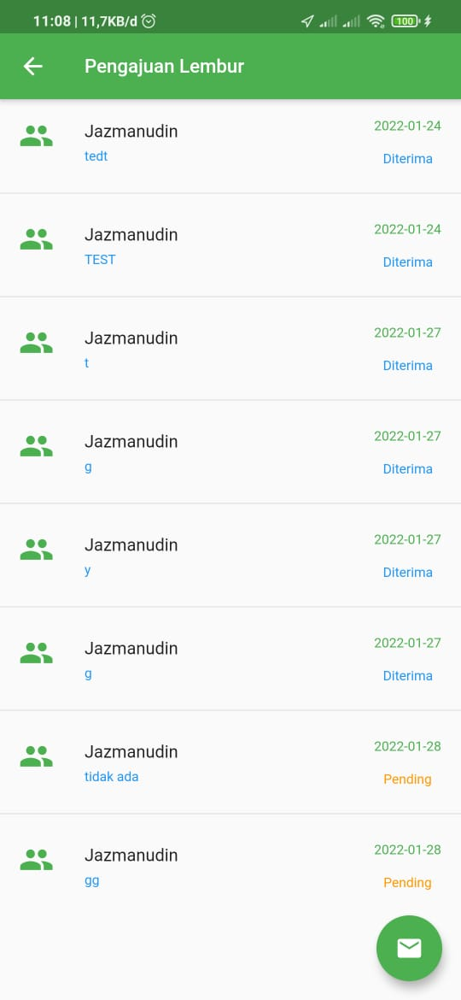 11:08 | 11,7KB/d
100
Pengajuan Lembur
Jazmanudin
2022-01-24
tedt
Diterima
Jazmanudin
2022-01-24
TEST
Diterima
Jazmanudin
2022-01-27
t
Diterima
Jazmanudin
2022-01-27
g
Diterima
Jazmanudin
2022-01-27
y
Diterima
Jazmanudin
2022-01-27
g
Diterima
Jazmanudin
2022-01-28
tidak ada
Pending
Jazmanudin
2022-01-28
gg
Pending